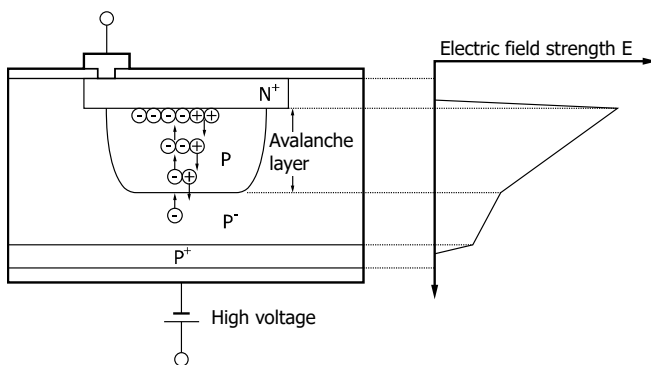 Electric field strength E
N+
- - - - + +
- - +
Avalanche
layer
P
- +
-
P-
P+
High voltage